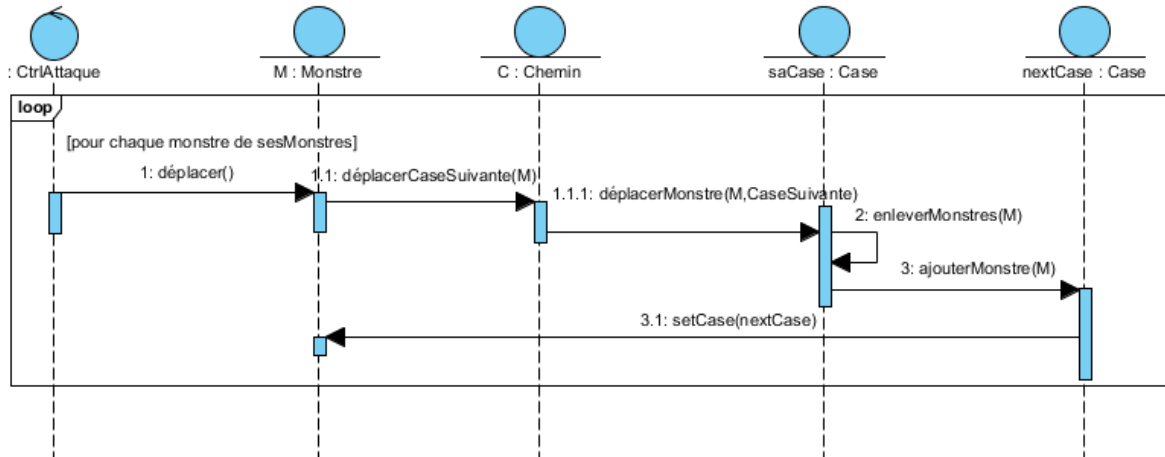 : CtrlAttaque
M : Monstre
C : Chemin
saCase : Case
nextCase : Case
loop
[pour chaque monstre de sesMonstres]
1: déplacer()
1.1: déplacerCaseSuivante(M)
1.1.1: déplacerMonstre(M,CaseSuivante)
2: enleverMonstres(M)
3: ajouterMonstre(M)
3.1: setCase(nextCase)